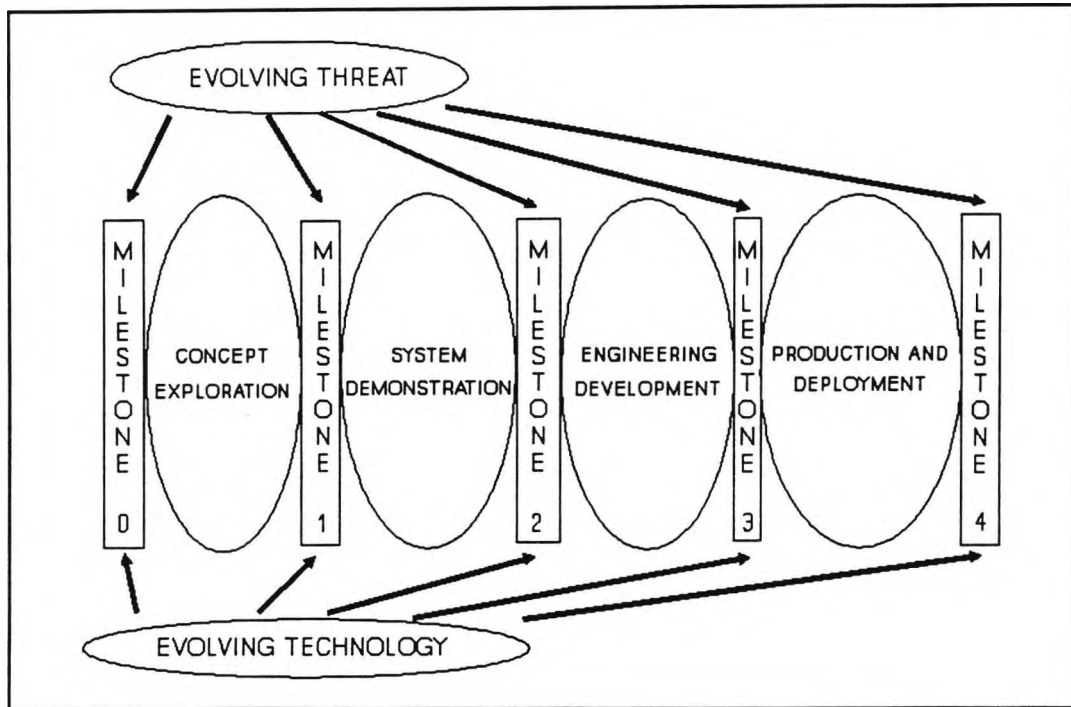 EVOLVING THREAT
MILESTONE 0
CONCEPT
EXPLORATION
MILESTONE 1
SYSTEM
DEMONSTRATION
MILESTONE 2
ENGINEERING
DEVELOPMENT
MILESTONE 3
PRODUCTION AND
DEPLOYMENT
MILESTONE 4
EVOLVING TECHNOLOGY